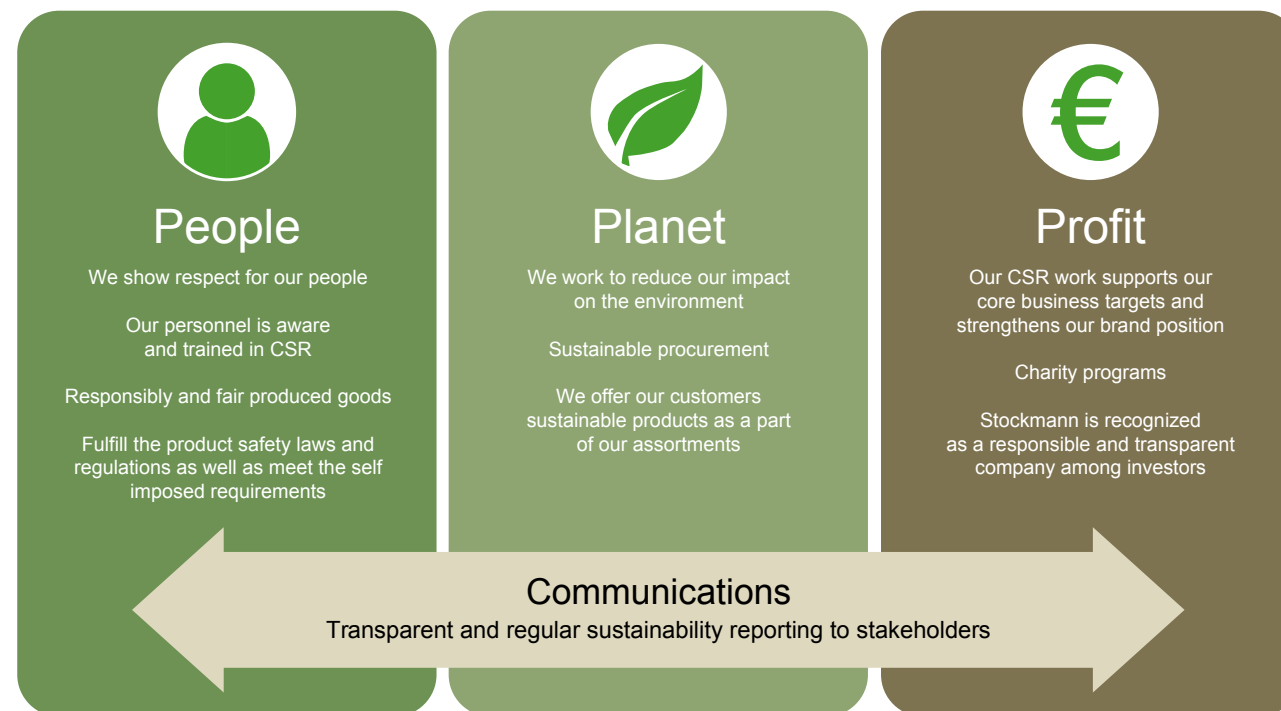 People
We show respect for our people
Our personnel is aware
and trained in CSR
Responsibly and fair produced goods
Fulfill the product safety laws and
regulations as well as meet the self
imposed requirements
Planet
We work to reduce our impact
on the environment
Sustainable procurement
We offer our customers
sustainable products as a part
of our assortments
€
Profit
Our CSR work supports our
core business targets and
strengthens our brand position
Charity programs
Stockmann is recognized
as a responsible and transparent
company among investors
Communications
Transparent and regular sustainability reporting to stakeholders